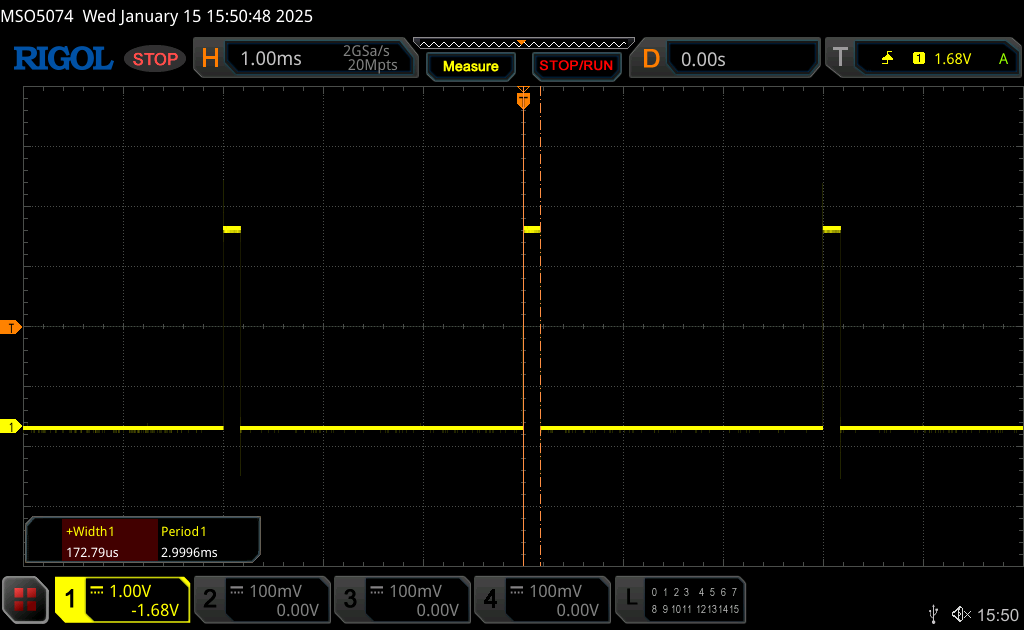 MSO5074 Wed January 15 15:50:48 2025
RIGOL STOP H 1.00ms 2GSa/s 20Mpts Measure STOP/RUN D 0.00s T 1 1.68V A
T
T
1
+Width1 Period1
172.79us 2.9996ms
1 1.00V -1.68V 2 100mV 0.00V 3 100mV 0.00V 4 100mV 0.00V L 0 1 2 3 4 5 6 7
8 9 10 11 12 13 14 15
15:50